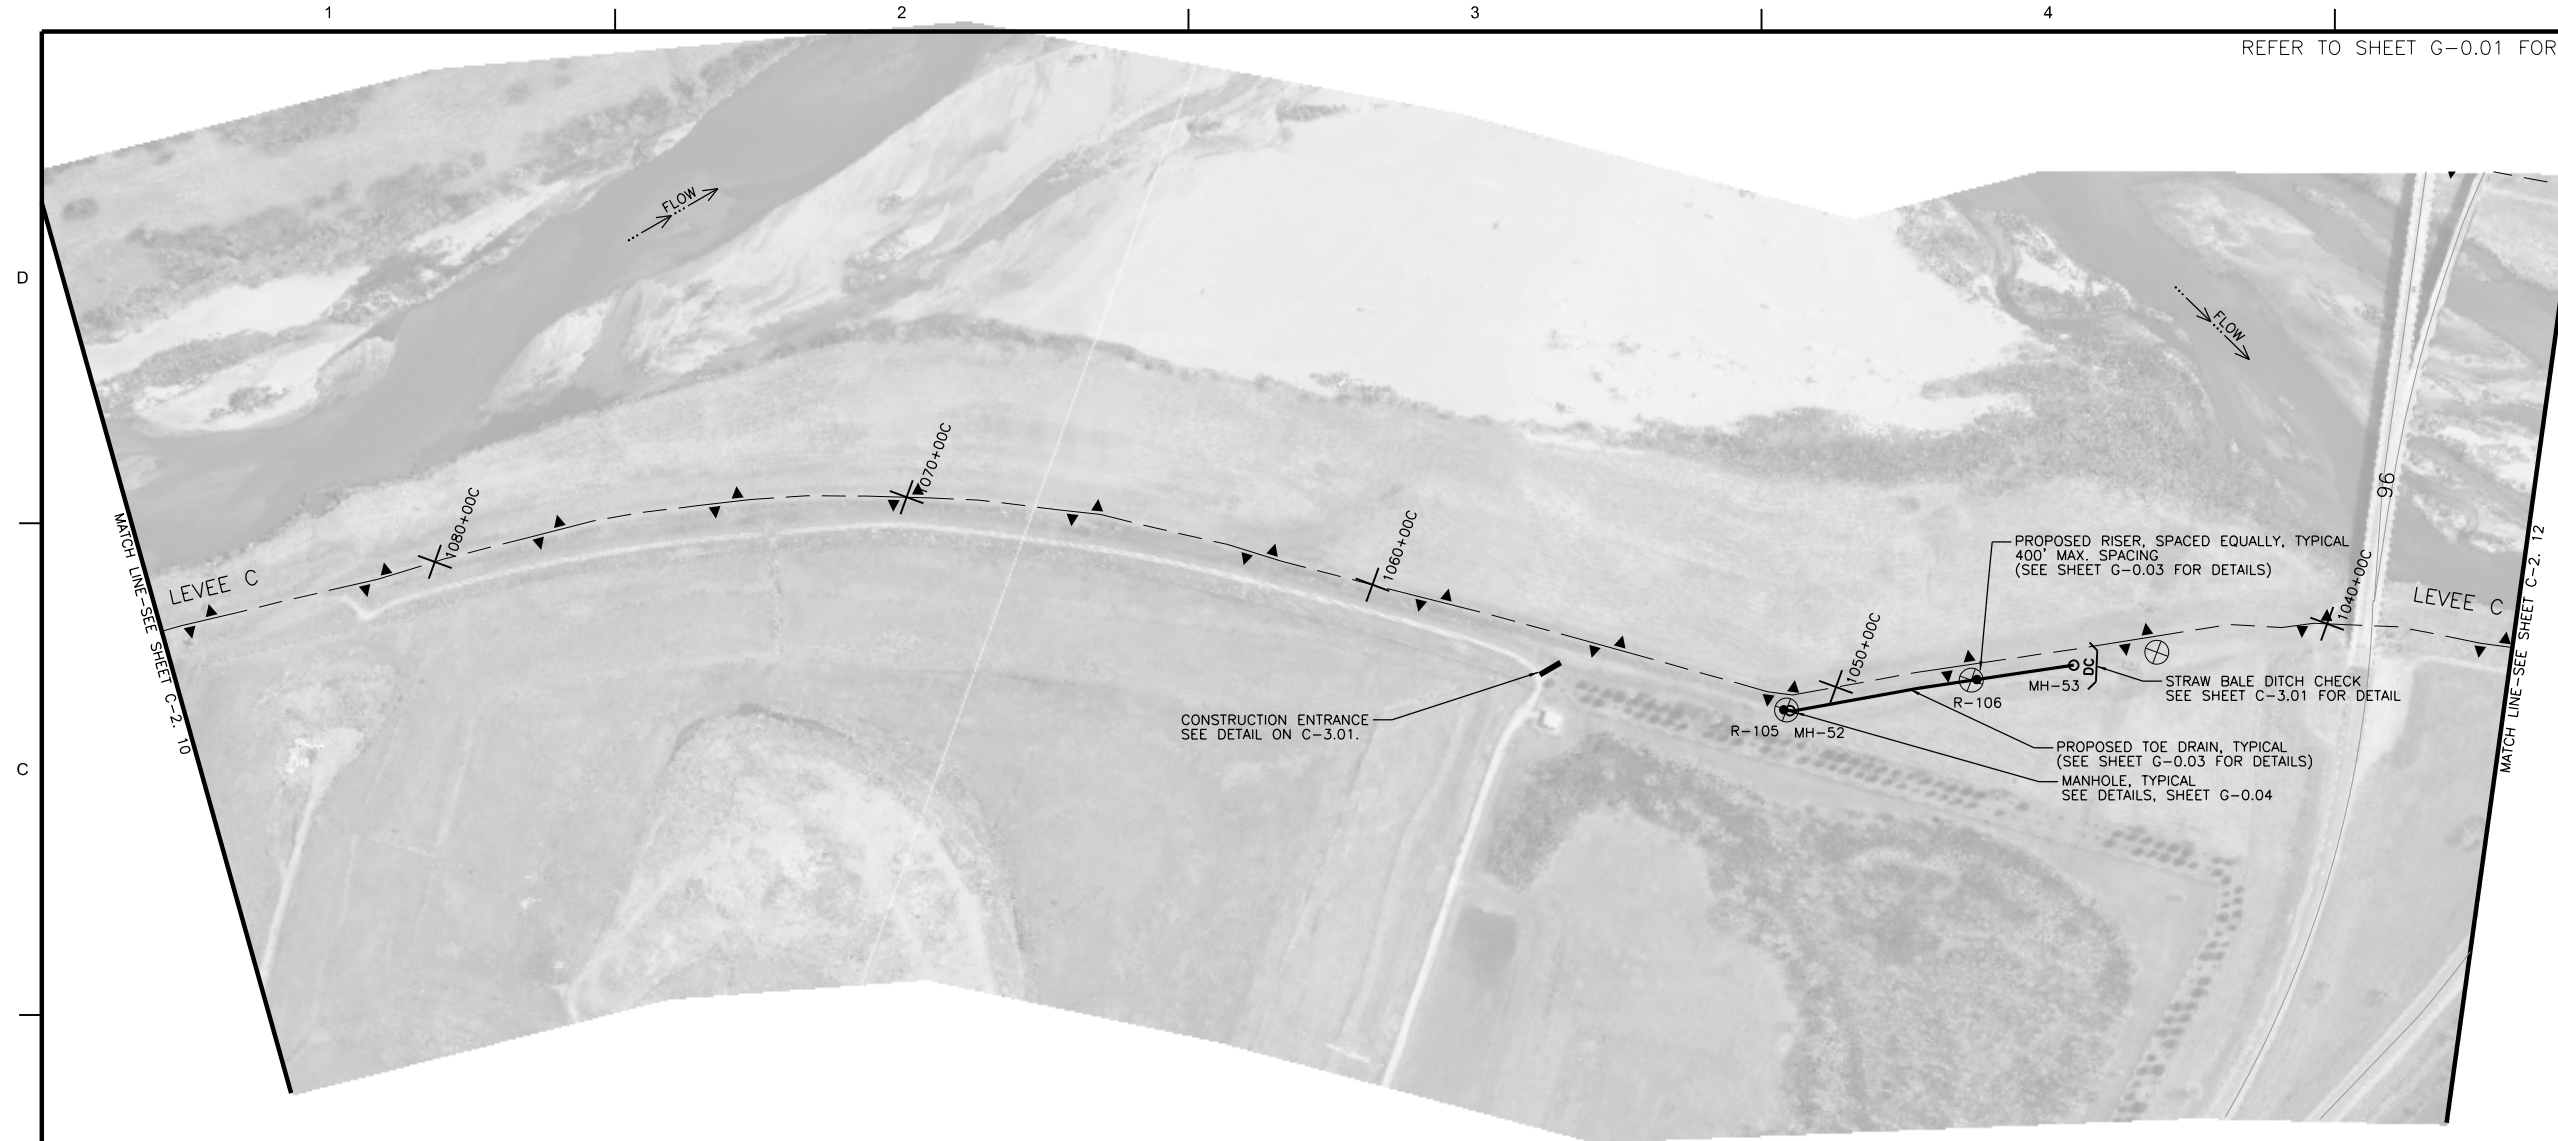 1
2
3
4
REFER TO SHEET G-0.01 FOR
D
C
FLOW
FLOW
96
1080+00C
1070+00C
1060+00C
1050+00C
1040+00C
LEVEE C
LEVEE C
MATCH LINE-SEE SHEET C-2. 10
MATCH LINE-SEE SHEET C-2. 12
PROPOSED RISER, SPACED EQUALLY, TYPICAL
400' MAX. SPACING
(SEE SHEET G-0.03 FOR DETAILS)
DC
MH-53
R-106
STRAW BALE DITCH CHECK
SEE SHEET C-3.01 FOR DETAIL
R-105
MH-52
CONSTRUCTION ENTRANCE
SEE DETAIL ON C-3.01.
PROPOSED TOE DRAIN, TYPICAL
(SEE SHEET G-0.03 FOR DETAILS)
MANHOLE, TYPICAL
SEE DETAILS, SHEET G-0.04